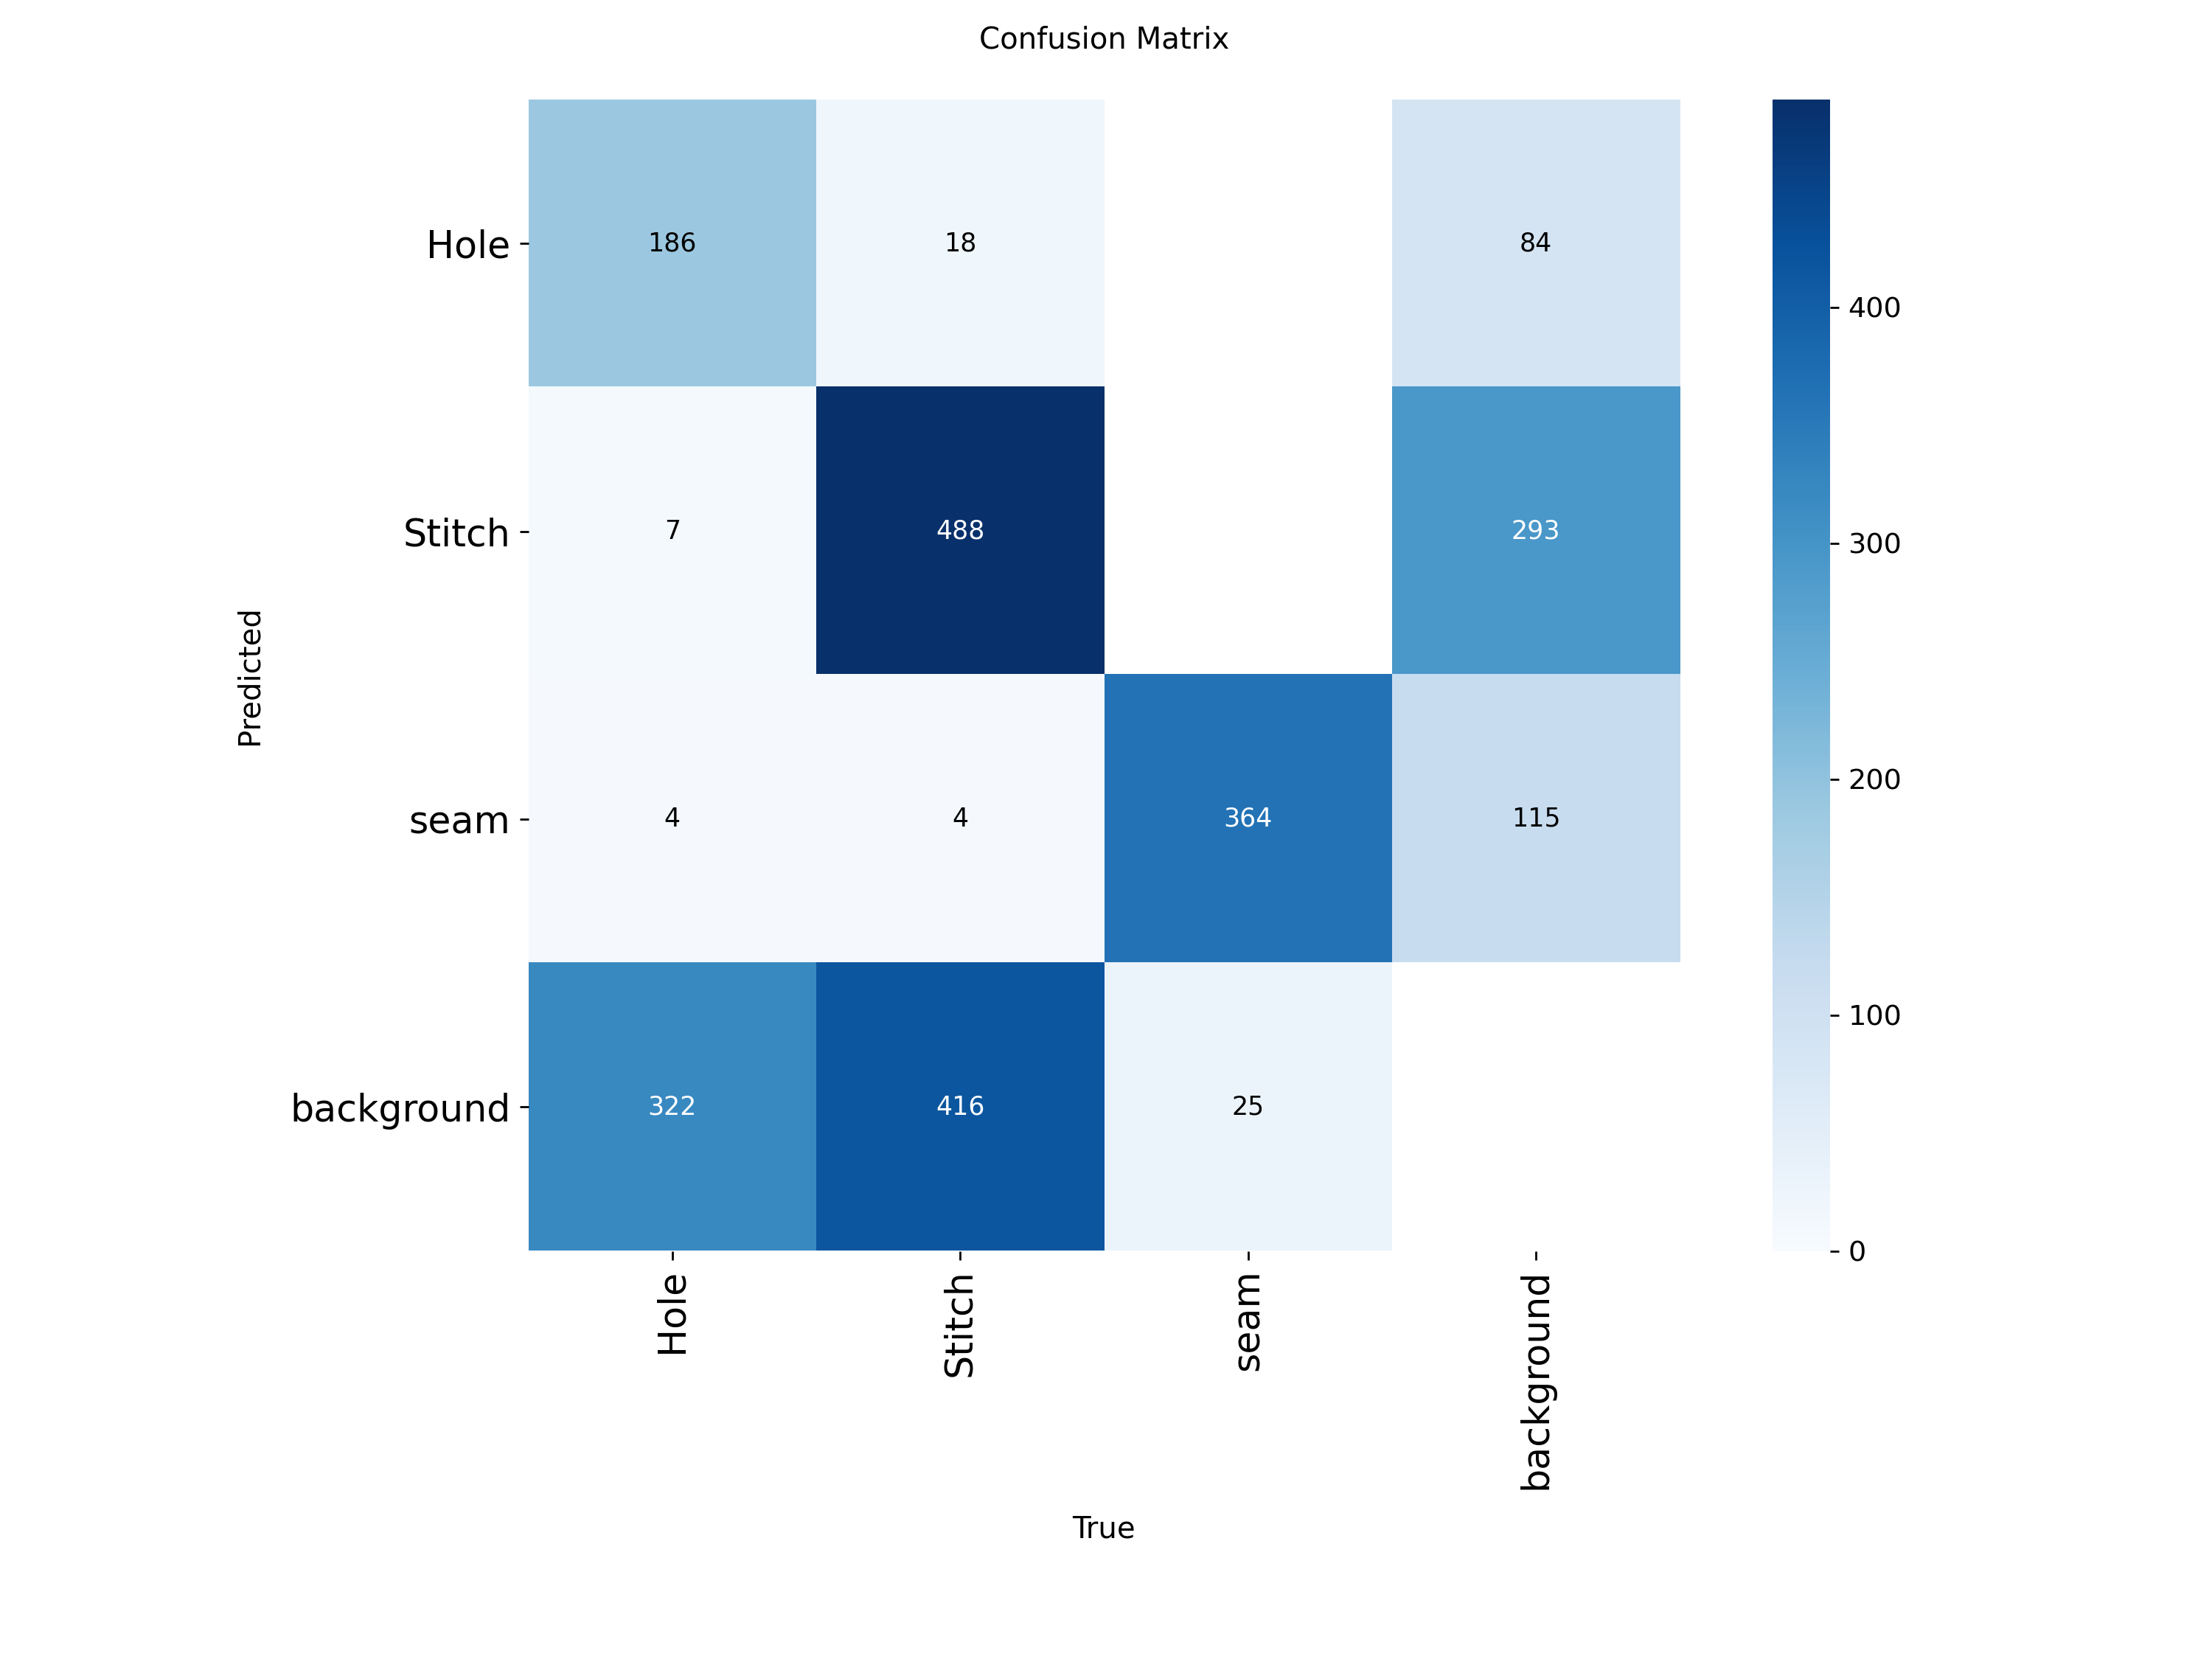 Confusion Matrix
Hole 186 18 84
Stitch 7 488 293
seam 4 4 364 115
background 322 416 25
Hole Stitch seam background
Predicted
True
400
300
200
100
0